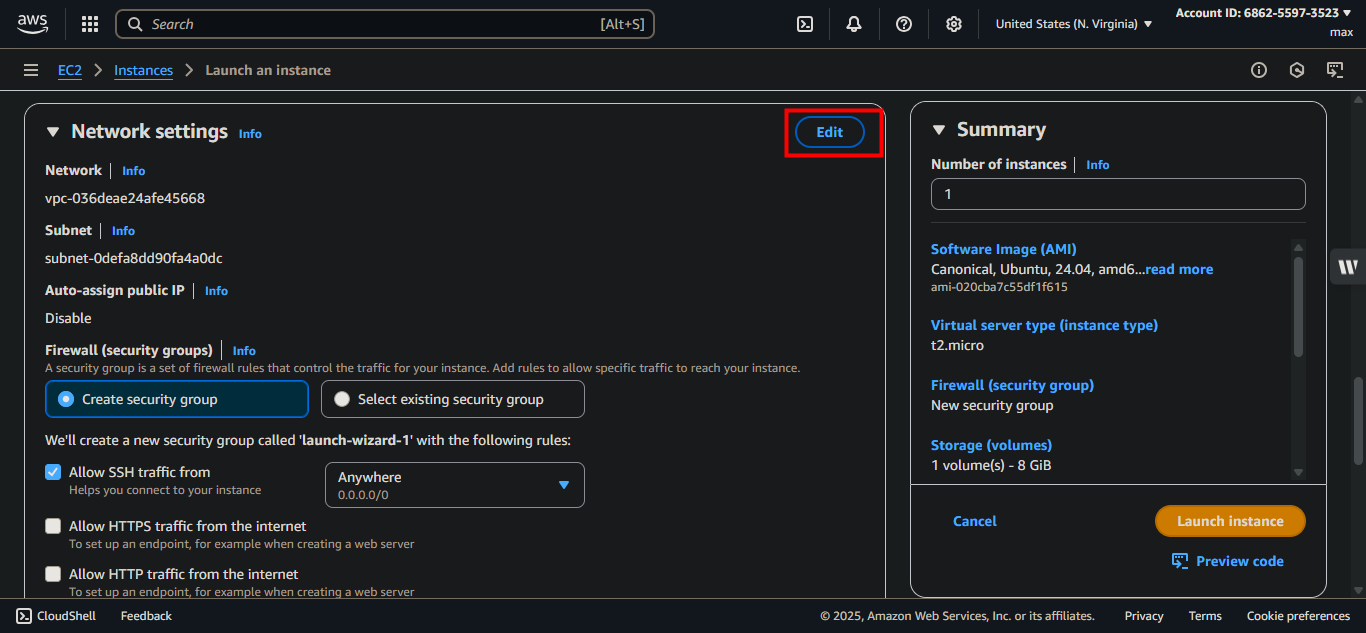 aws
Search
[Alt+S]
United States (N. Virginia)
Account ID: 6862-5597-3523
max
EC2
Instances
Launch an instance
Network settings Info
Edit
Network Info
vpc-036deae24afe45668
Subnet Info
subnet-0defa8dd90fa4a0dc
Auto-assign public IP Info
Disable
Firewall (security groups) Info
A security group is a set of firewall rules that control the traffic for your instance. Add rules to allow specific traffic to reach your instance.
Create security group
Select existing security group
We'll create a new security group called 'launch-wizard-1' with the following rules:
Allow SSH traffic from
Helps you connect to your instance
Anywhere
0.0.0.0/0
Allow HTTPS traffic from the internet
To set up an endpoint, for example when creating a web server
Allow HTTP traffic from the internet
To set up an endpoint, for example when creating a web server
Summary
Number of instances Info
1
Software Image (AMI)
Canonical, Ubuntu, 24.04, amd6...read more
ami-020cba7c55df1f615
Virtual server type (instance type)
t2.micro
Firewall (security group)
New security group
Storage (volumes)
1 volume(s) - 8 GiB
Cancel
Launch instance
Preview code
W
CloudShell
Feedback
© 2025, Amazon Web Services, Inc. or its affiliates.
Privacy
Terms
Cookie preferences